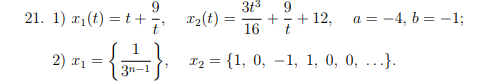 21. 1) x₁(t) = t + 9/t, x₂(t) = 3t³/16 + 9/t + 12, a = −4, b = −1;
2) x₁ = {1/3ⁿ⁻¹}, x₂ = {1, 0, −1, 1, 0, 0, ...}.